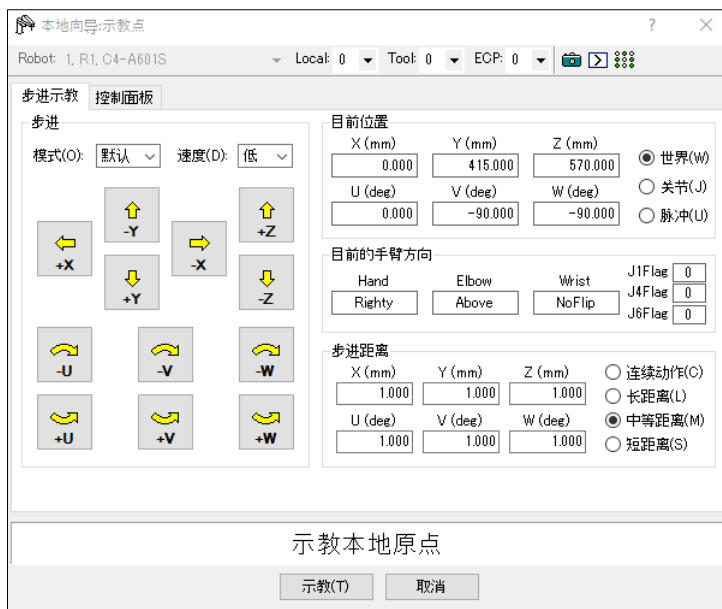 本地向导:示教点 ? ×
Robot: 1, R1, C4-A601S Local: 0 Tool: 0 ECP: 0
步进示教 控制面板
步进
模式(O): 默认 速度(D): 低
-Y +Z
+X -X
+Y -Z
-U -V -W
+U +V +W
目前位置
X (mm) Y (mm) Z (mm)
0.000 415.000 570.000
U (deg) V (deg) W (deg)
0.000 -90.000 -90.000
世界(W)
关节(J)
脉冲(U)
目前的手臂方向
Hand Elbow Wrist
Righty Above NoFlip
J1Flag 0
J4Flag 0
J6Flag 0
步进距离
X (mm) Y (mm) Z (mm)
1.000 1.000 1.000
U (deg) V (deg) W (deg)
1.000 1.000 1.000
连续动作(C)
长距离(L)
中等距离(M)
短距离(S)
示教本地原点
示教(T) 取消